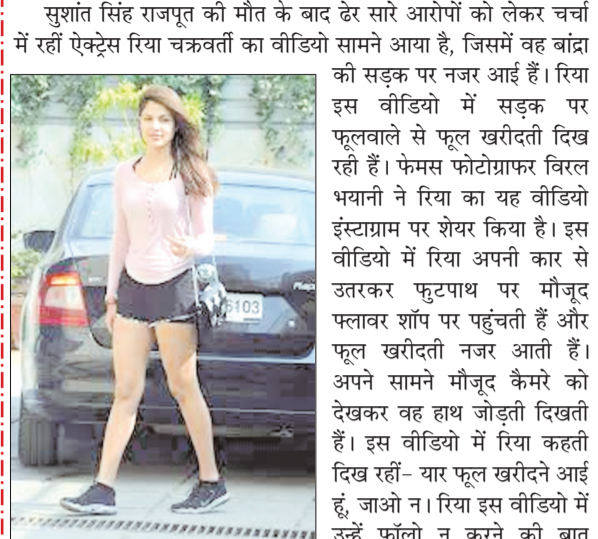 सुशांत सिंह राजपूत की मौत के बाद ढेर सारे आरोपों को लेकर चर्चा
में रहीं ऐक्ट्रेस रिया चक्रवर्ती का वीडियो सामने आया है, जिसमें वह बांद्रा
की सड़क पर नजर आई हैं। रिया
इस वीडियो में सड़क पर
फूलवाले से फूल खरीदती दिख
रही हैं। फेमस फोटोग्राफर विरल
भयानी ने रिया का यह वीडियो
इंस्टाग्राम पर शेयर किया है। इस
वीडियो में रिया अपनी कार से
उतरकर फुटपाथ पर मौजूद
फ्लावर शॉप पर पहुंचती हैं और
फूल खरीदती नजर आती हैं।
अपने सामने मौजूद कैमरे को
देखकर वह हाथ जोड़ती दिखती
हैं। इस वीडियो में रिया कहती
दिख रहीं- यार फूल खरीदने आई
हूं, जाओ न। रिया इस वीडियो में
उन्हें फॉलो न करने की बात
6103